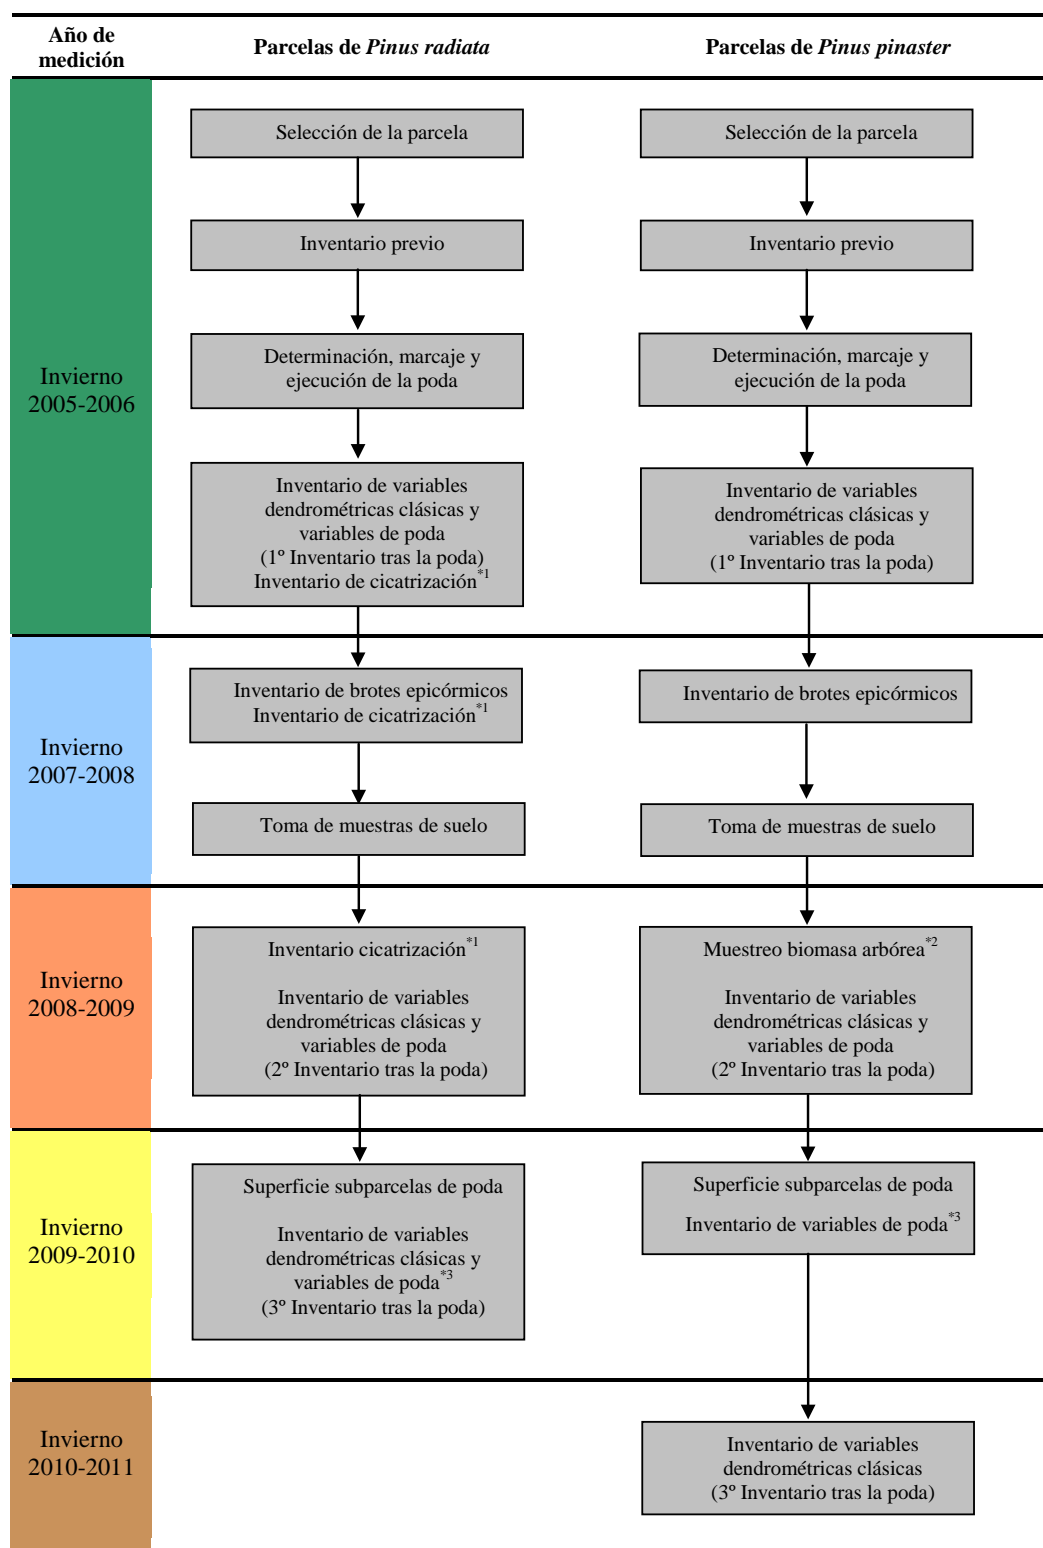 Año de
medición
Parcelas de Pinus radiata
Parcelas de Pinus pinaster
Invierno
2005-2006
Selección de la parcela
Selección de la parcela
Inventario previo
Inventario previo
Determinación, marcaje y
ejecución de la poda
Determinación, marcaje y
ejecución de la poda
Inventario de variables
dendrométricas clásicas y
variables de poda
(1º Inventario tras la poda)
Inventario de cicatrización*1
Inventario de variables
dendrométricas clásicas y
variables de poda
(1º Inventario tras la poda)
Invierno
2007-2008
Inventario de brotes epicórmicos
Inventario de cicatrización*1
Inventario de brotes epicórmicos
Toma de muestras de suelo
Toma de muestras de suelo
Invierno
2008-2009
Inventario cicatrización*1
Inventario de variables
dendrométricas clásicas y
variables de poda
(2º Inventario tras la poda)
Muestreo biomasa arbórea*2
Inventario de variables
dendrométricas clásicas y
variables de poda
(2º Inventario tras la poda)
Invierno
2009-2010
Superficie subparcelas de poda
Inventario de variables
dendrométricas clásicas y
variables de poda*3
(3º Inventario tras la poda)
Superficie subparcelas de poda
Inventario de variables de poda*3
Invierno
2010-2011
Inventario de variables
dendrométricas clásicas
(3º Inventario tras la poda)